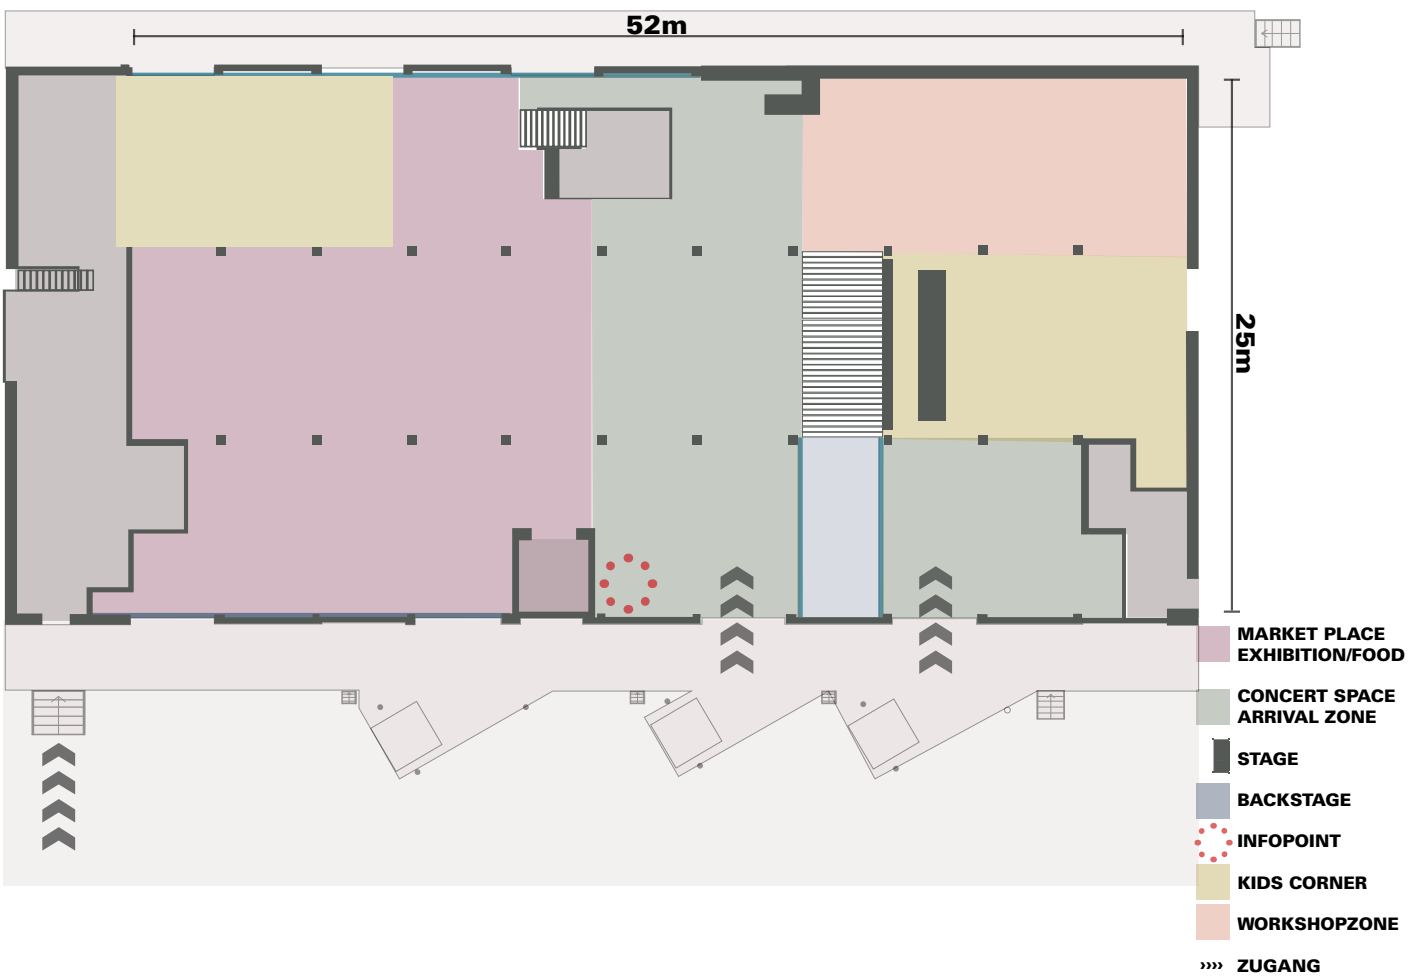 52m
25m
MARKET PLACE
EXHIBITION/FOOD
CONCERT SPACE
ARRIVAL ZONE
STAGE
BACKSTAGE
INFOPOINT
KIDS CORNER
WORKSHOPZONE
›››› ZUGANG